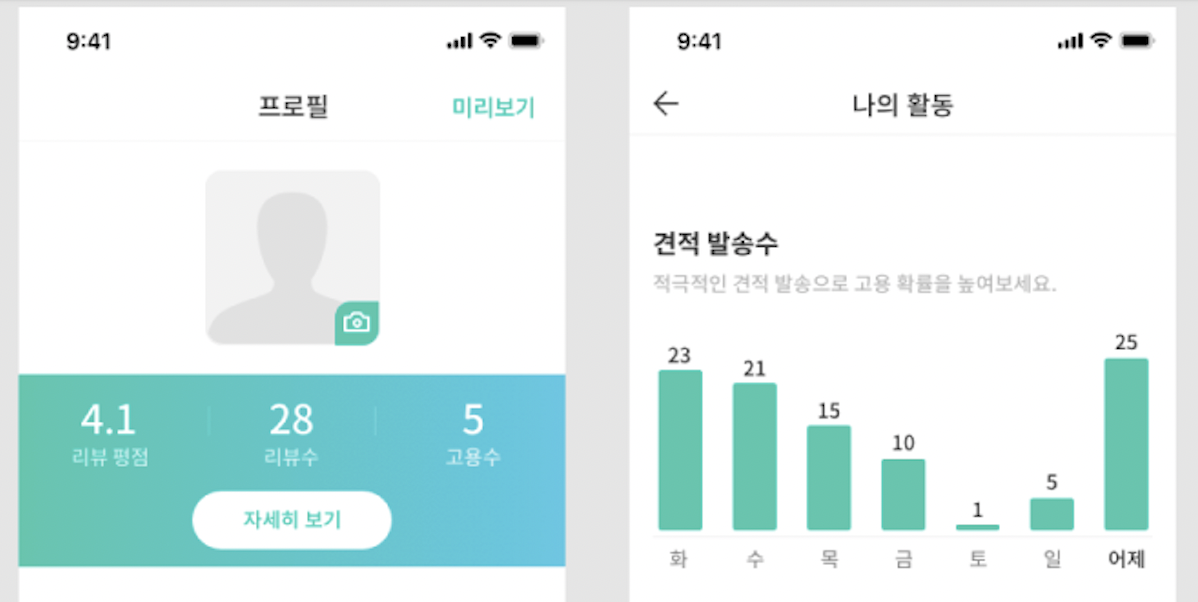 9:41
프로필
미리보기
4.1
28
5
리뷰 평점
리뷰수
고용수
자세히 보기
9:41
나의 활동
견적 발송수
적극적인 견적 발송으로 고용 확률을 높여보세요.
23
21
15
10
1
5
25
화
수
목
금
토
일
어제